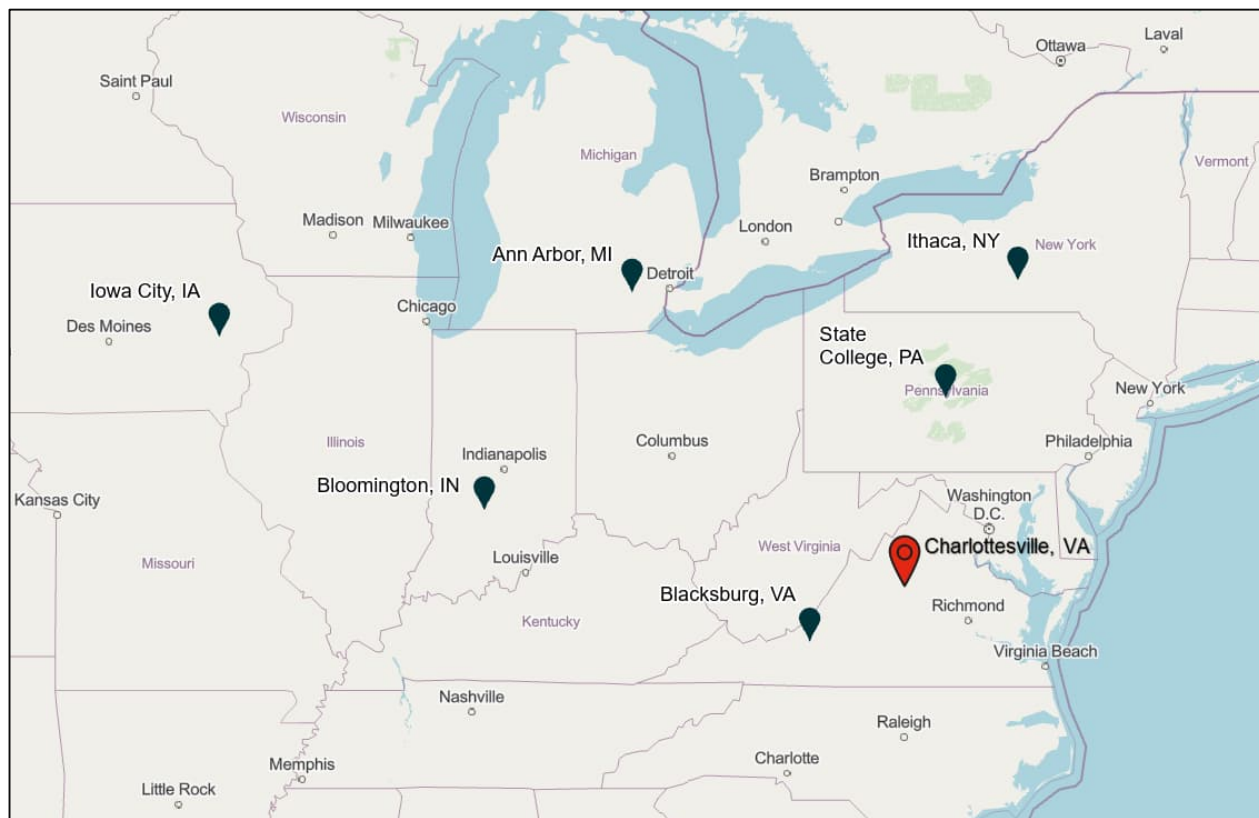 Ottawa
Laval
Saint Paul
Wisconsin
Michigan
Vermont
Brampton
Madison
Milwaukee
London
Ithaca, NY
New York
Ann Arbor, MI
Detroit
Iowa City, IA
Chicago
Des Moines
State
College, PA
Pennsylvania
New York
Illinois
Columbus
Philadelphia
Indianapolis
Bloomington, IN
Kansas City
Washington
D.C.
West Virginia
Charlottesville, VA
Missouri
Louisville
Blacksburg, VA
Richmond
Kentucky
Virginia Beach
Nashville
Raleigh
Memphis
Charlotte
Little Rock